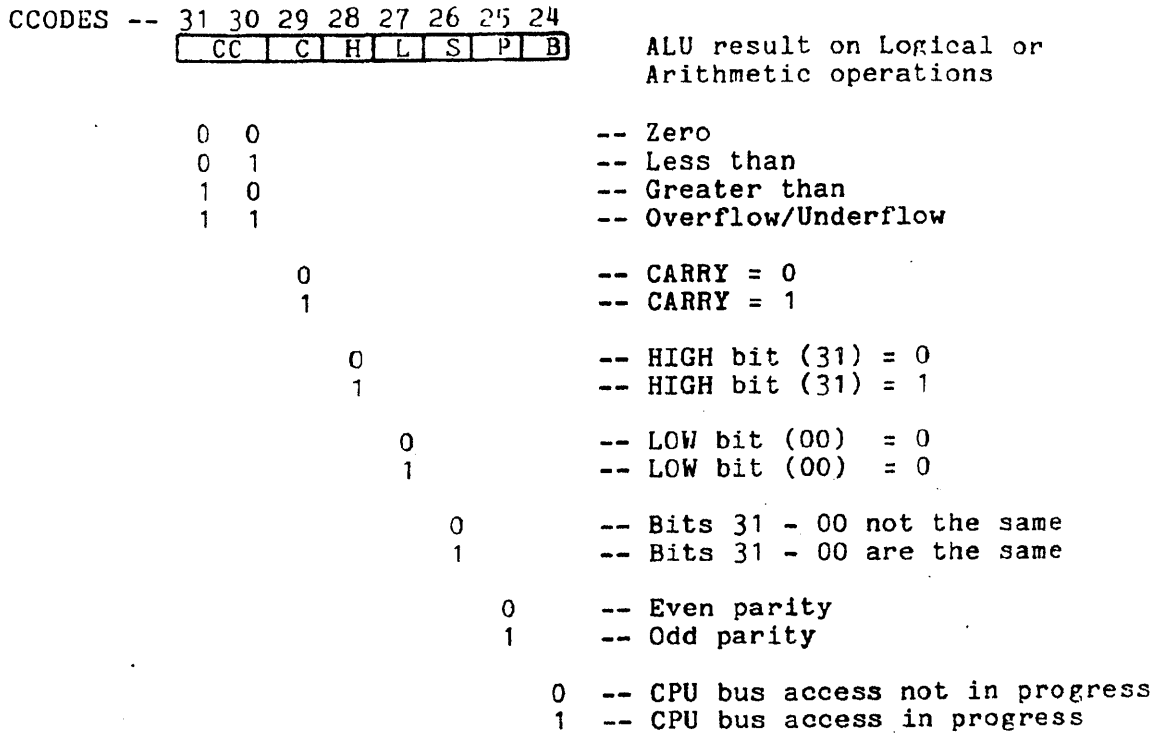 CCODES -- 31 30 29 28 27 26 25 24
CC C H L S P B
ALU result on Logical or
Arithmetic operations
0 0 -- Zero
0 1 -- Less than
1 0 -- Greater than
1 1 -- Overflow/Underflow
0 -- CARRY = 0
1 -- CARRY = 1
0 -- HIGH bit (31) = 0
1 -- HIGH bit (31) = 1
0 -- LOW bit (00) = 0
1 -- LOW bit (00) = 0
0 -- Bits 31 - 00 not the same
1 -- Bits 31 - 00 are the same
0 -- Even parity
1 -- Odd parity
0 -- CPU bus access not in progress
1 -- CPU bus access in progress